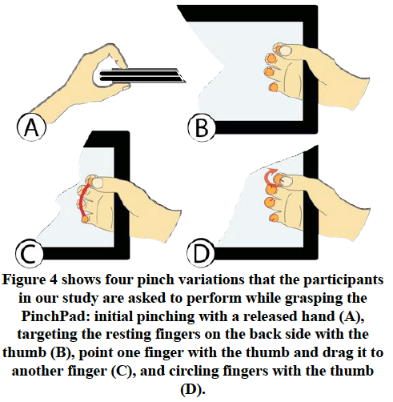 A
B
C
D
Figure 4 shows four pinch variations that the participants
in our study are asked to perform while grasping the
PinchPad: initial pinching with a released hand (A),
targeting the resting fingers on the back side with the
thumb (B), point one finger with the thumb and drag it to
another finger (C), and circling fingers with the thumb
(D).